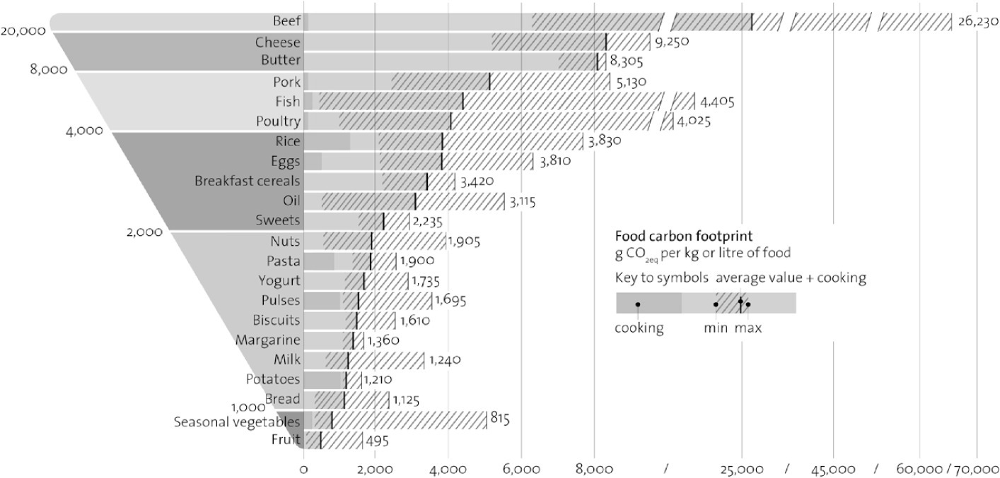 Beef 26,230
20,000
Cheese 9,250
Butter 8,305
8,000
Pork 5,130
Fish 4,405
Poultry 4,025
4,000
Rice 3,830
Eggs 3,810
Breakfast cereals 3,420
Oil 3,115
Sweets 2,235
2,000
Nuts 1,905
Pasta 1,900
Yogurt 1,735
Pulses 1,695
Biscuits 1,610
Margarine 1,360
Milk 1,240
Potatoes 1,210
Bread 1,125
1,000
Seasonal vegetables 815
Fruit 495
Food carbon footprint
g CO2eq per kg or litre of food
Key to symbols average value + cooking
cooking min max
0 2,000 4,000 6,000 8,000 / 25,000 / 45,000 / 60,000 / 70,000